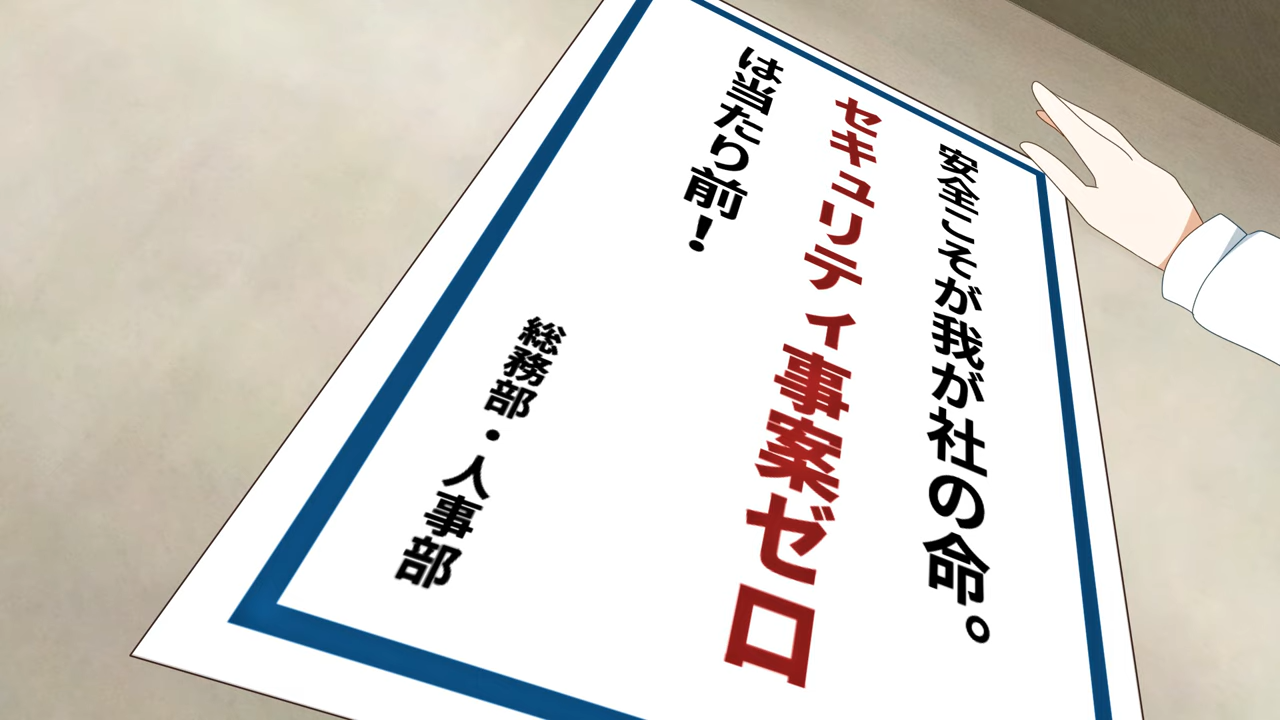 安全こそが我が社の命。
セキュリティ事案ゼロ
は当たり前！
総務部・人事部